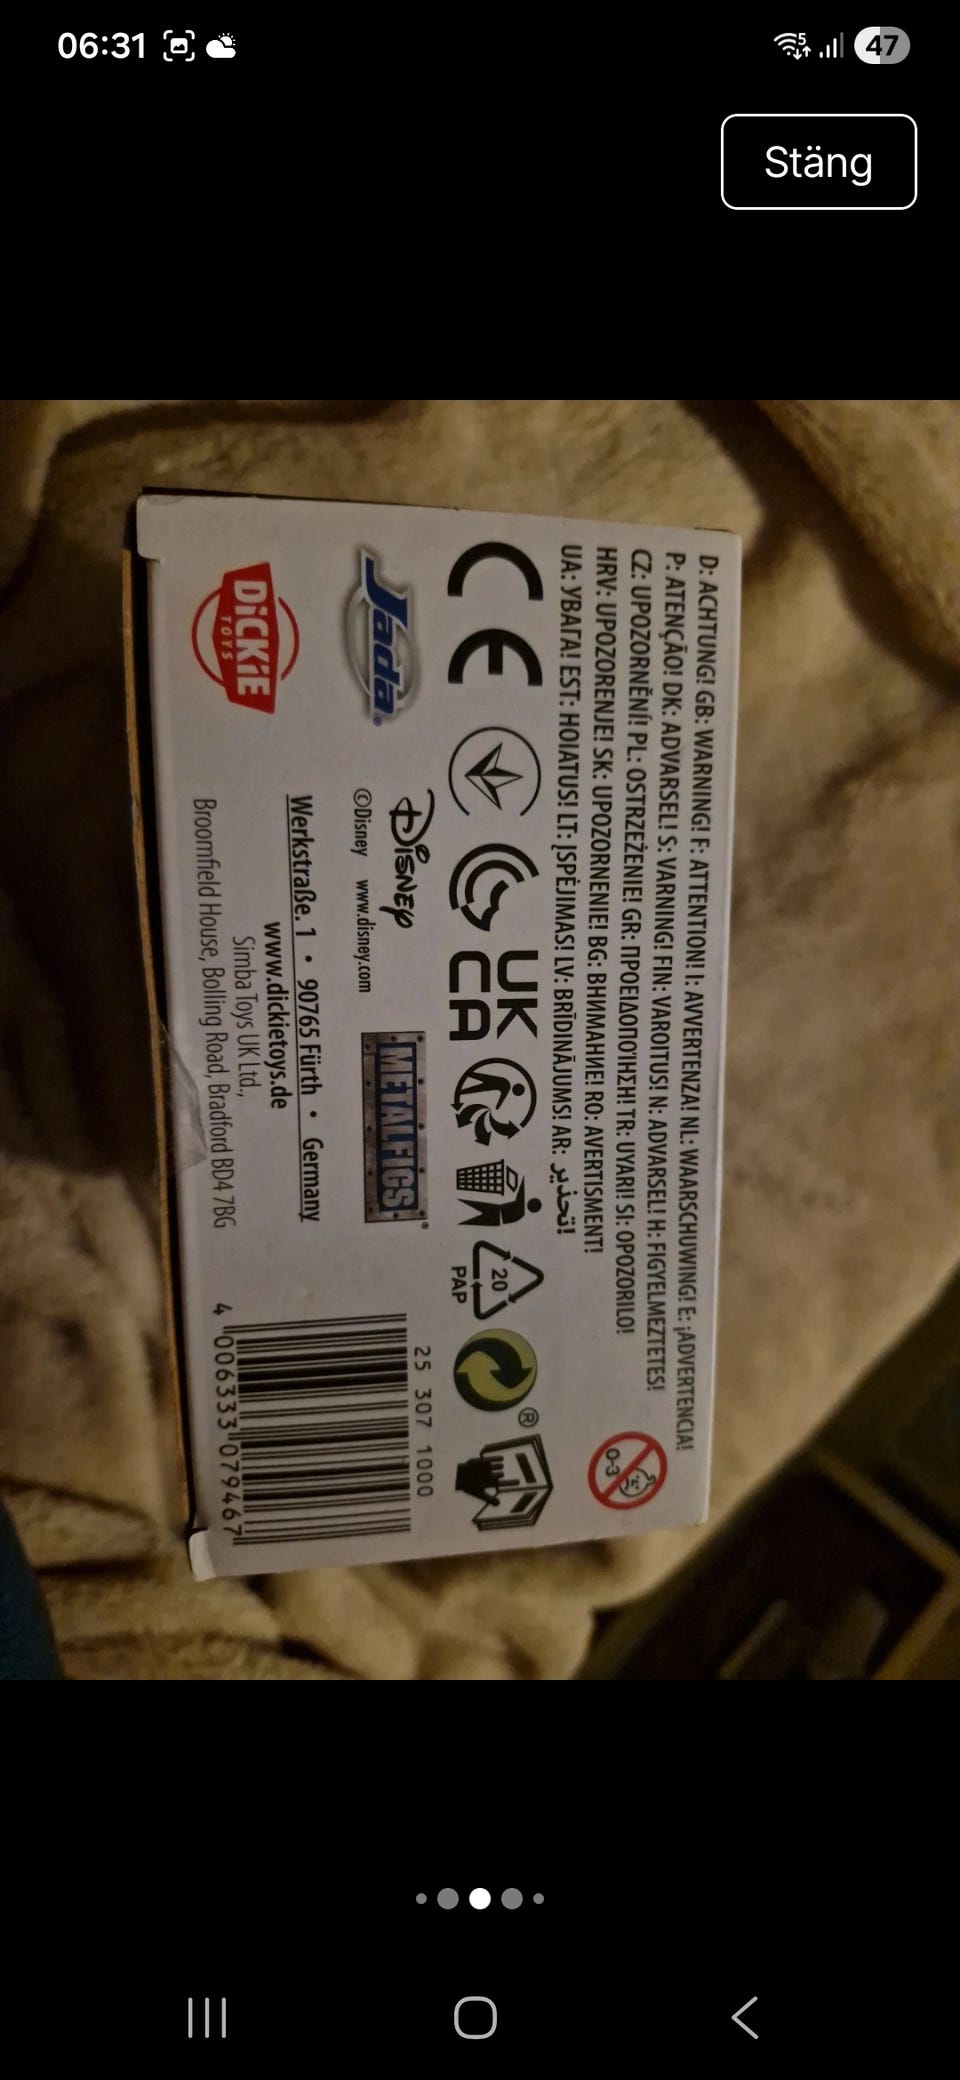 06:31
5
47
Stäng
D: ACHTUNG! GB: WARNING! F: ATTENTION! I: AVVERTENZA! NL: WAARSCHUWING! E: ¡ADVERTENCIA!
P: ATENÇÃO! DK: ADVARSEL! S: VARNING! FIN: VAROITUS! N: ADVARSEL! H: FIGYELMEZTETES!
CZ: UPOZORNĚNÍ! PL: OSTRZEŻENIE! GR: ΠΡΟΕΙΔΟΠΟΊΗΣΗ! TR: UYARI! SI: OPOZORILO!
HRV: UPOZORENJE! SK: UPOZORNENIE! BG: ВНИМАНИЕ! RO: AVERTISMENT!
UA: УВАГА! EST: HOIATUS! LT: ĮSPĖJIMAS! LV: BRĪDINĀJUMS! AR: تحذير!
0-3
CE
UK
CA
20
PAP
®
Jada®
Disney
©Disney www.disney.com
METALFIGS®
25 307 1000
DiCKiE
TOYS
Werkstraße. 1 • 90765 Fürth • Germany
www.dickietoys.de
Simba Toys UK Ltd.,
Broomfield House, Bolling Road, Bradford BD4 7BG
4 006333 079467